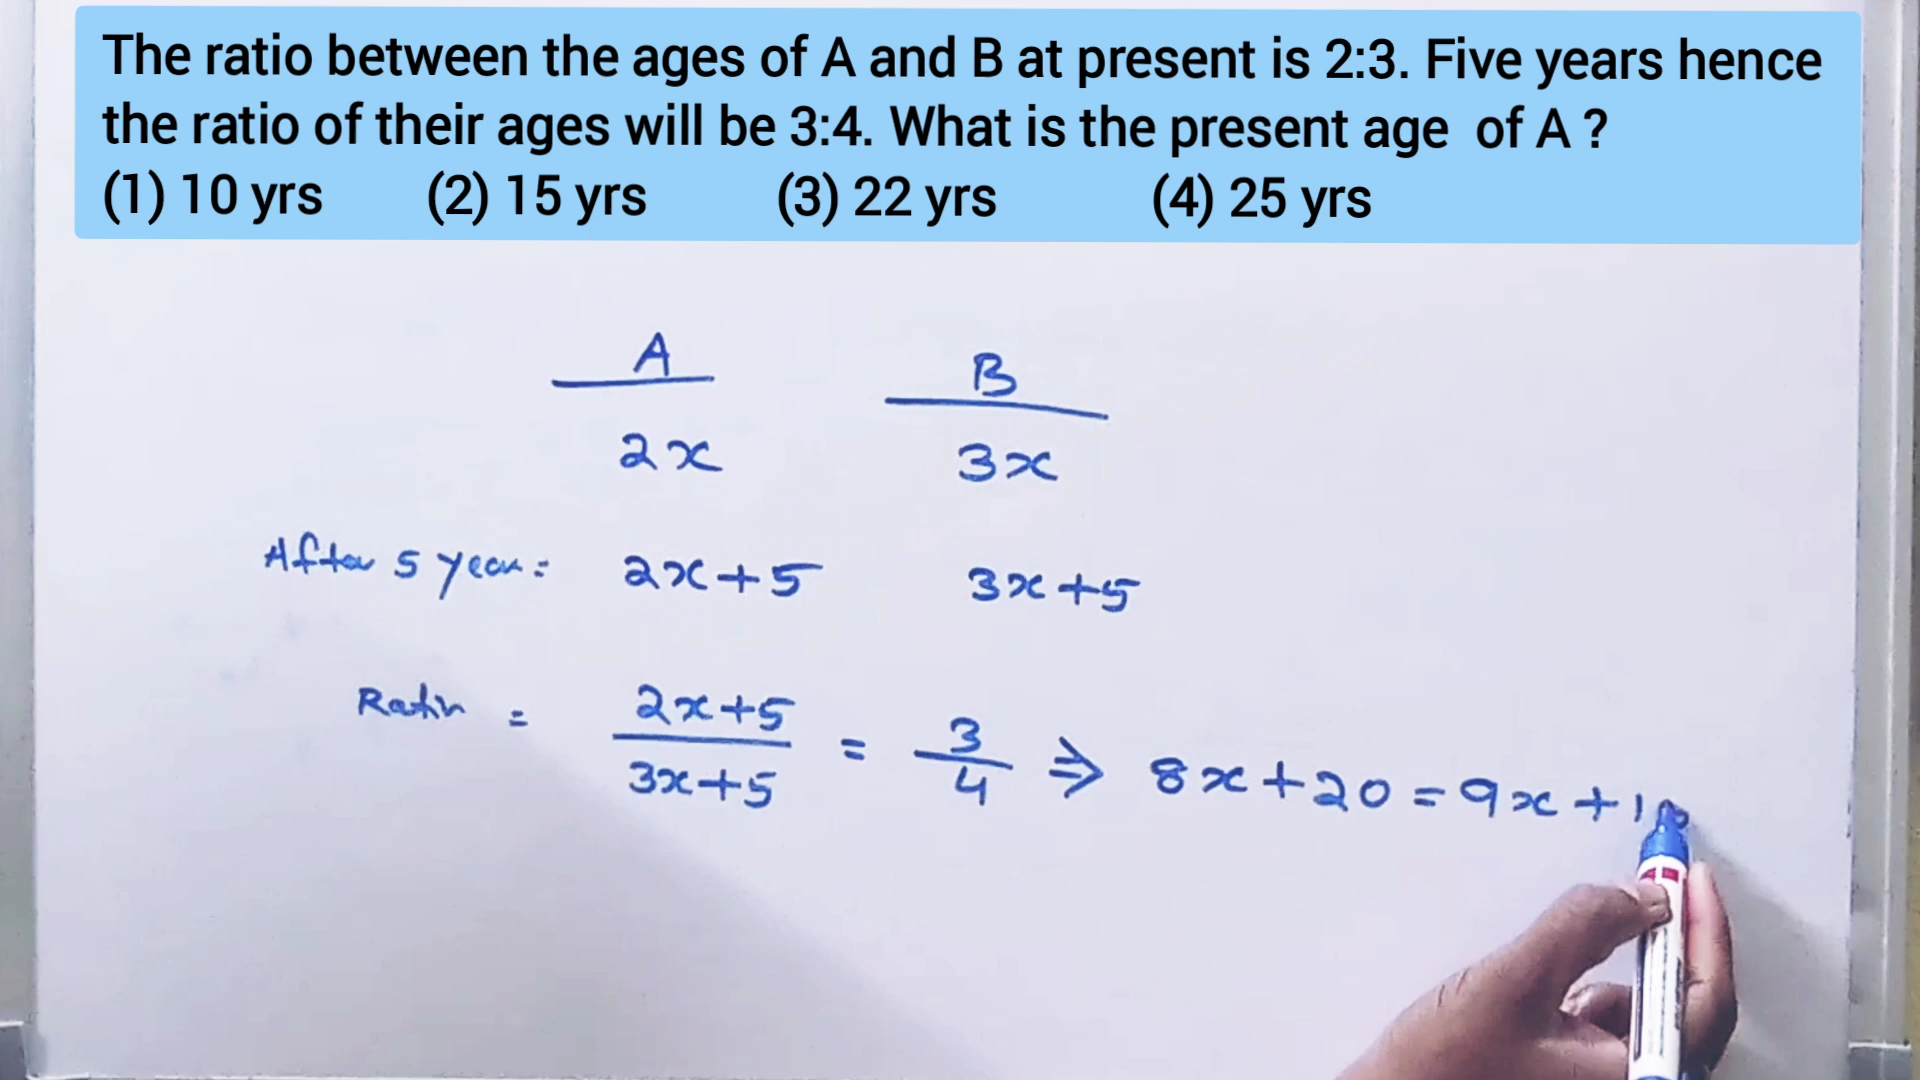 The ratio between the ages of A and B at present is 2:3. Five years hence
the ratio of their ages will be 3:4. What is the present age of A ?
(1) 10 yrs (2) 15 yrs (3) 22 yrs (4) 25 yrs
A B
2x 3x
After 5 year = 2x+5 3x+5
Ratio = 2x+5 / 3x+5 = 3/4 ⇒ 8x+20 = 9x+1